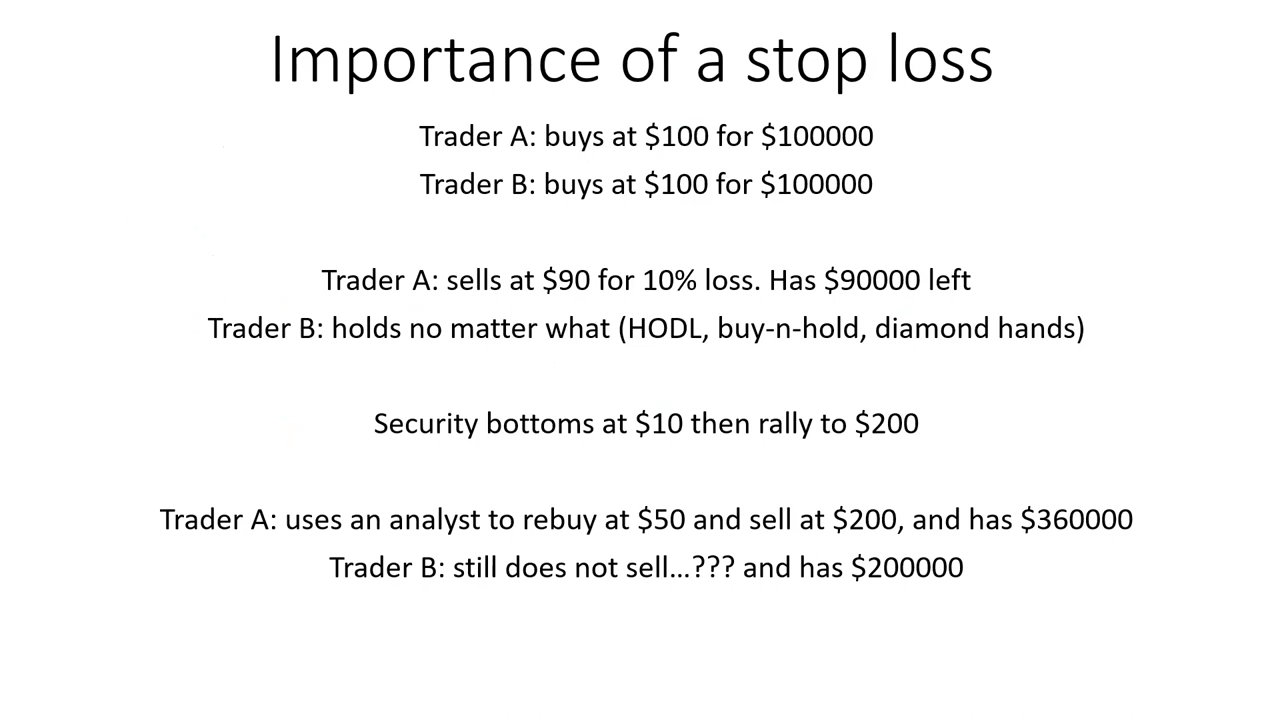 Importance of a stop loss
Trader A: buys at $100 for $100000
Trader B: buys at $100 for $100000
Trader A: sells at $90 for 10% loss. Has $90000 left
Trader B: holds no matter what (HODL, buy-n-hold, diamond hands)
Security bottoms at $10 then rally to $200
Trader A: uses an analyst to rebuy at $50 and sell at $200, and has $360000
Trader B: still does not sell...??? and has $200000